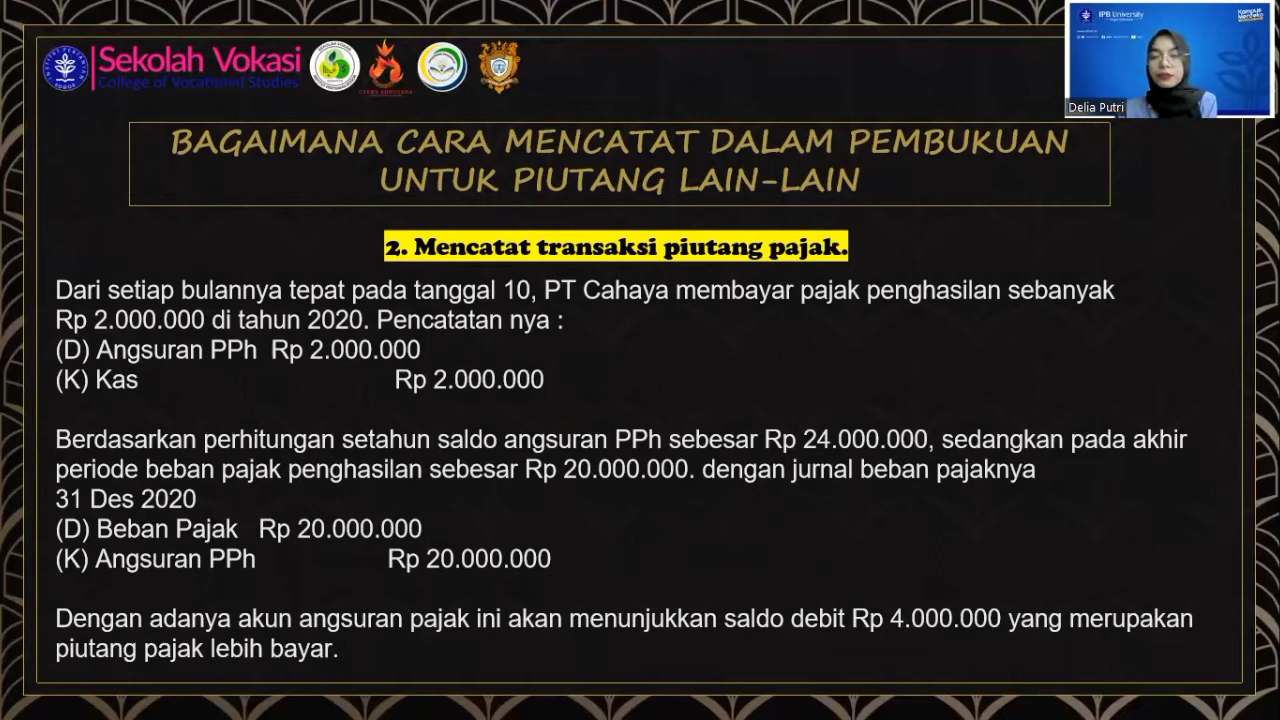 Sekolah Vokasi
College of Vocational Studies
IPB University
Delia Putri
BAGAIMANA CARA MENCATAT DALAM PEMBUKUAN
UNTUK PIUTANG LAIN-LAIN
2. Mencatat transaksi piutang pajak.
Dari setiap bulannya tepat pada tanggal 10, PT Cahaya membayar pajak penghasilan sebanyak
Rp 2.000.000 di tahun 2020. Pencatatan nya :
(D) Angsuran PPh Rp 2.000.000
(K) Kas Rp 2.000.000
Berdasarkan perhitungan setahun saldo angsuran PPh sebesar Rp 24.000.000, sedangkan pada akhir
periode beban pajak penghasilan sebesar Rp 20.000.000. dengan jurnal beban pajaknya
31 Des 2020
(D) Beban Pajak Rp 20.000.000
(K) Angsuran PPh Rp 20.000.000
Dengan adanya akun angsuran pajak ini akan menunjukkan saldo debit Rp 4.000.000 yang merupakan
piutang pajak lebih bayar.